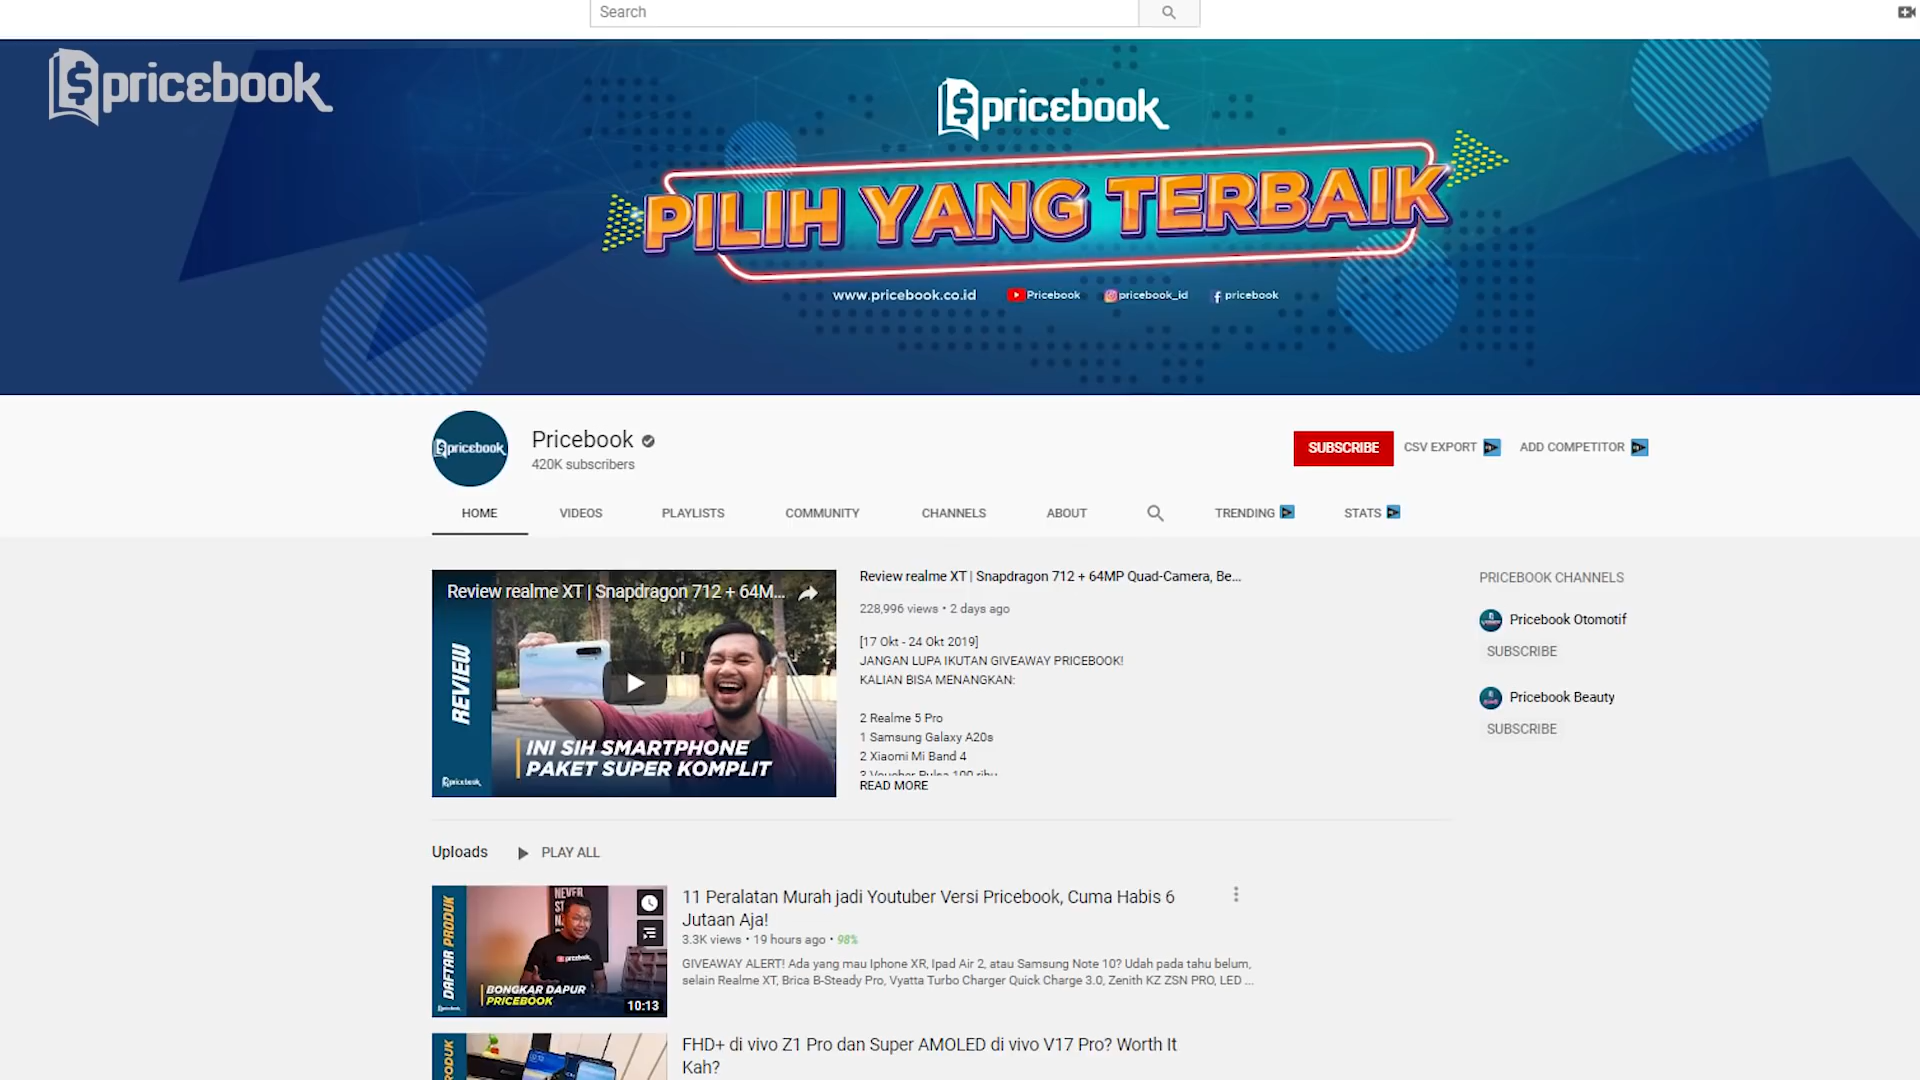 Search
$pricebook
$pricebook
PILIH YANG TERBAIK
www.pricebook.co.id Pricebook pricebook_id pricebook
$pricebook
Pricebook
420K subscribers
SUBSCRIBE CSV EXPORT ADD COMPETITOR
HOME VIDEOS PLAYLISTS COMMUNITY CHANNELS ABOUT TRENDING STATS
Review realme XT | Snapdragon 712 + 64M...
REVIEW
INI SIH SMARTPHONE
PAKET SUPER KOMPLIT
pricebook
Review realme XT | Snapdragon 712 + 64MP Quad-Camera, Be...
228,996 views • 2 days ago
[17 Okt - 24 Okt 2019]
JANGAN LUPA IKUTAN GIVEAWAY PRICEBOOK!
KALIAN BISA MENANGKAN:
2 Realme 5 Pro
1 Samsung Galaxy A20s
2 Xiaomi Mi Band 4
3 Voucher Pulsa 100 ribu
READ MORE
PRICEBOOK CHANNELS
Pricebook Otomotif
SUBSCRIBE
Pricebook Beauty
SUBSCRIBE
Uploads PLAY ALL
DAFTAR PRODUK
NEVER
pricebook
BONGKAR DAPUR
PRICEBOOK
10:13
11 Peralatan Murah jadi Youtuber Versi Pricebook, Cuma Habis 6
Jutaan Aja!
3.3K views • 19 hours ago • 98%
GIVEAWAY ALERT! Ada yang mau Iphone XR, Ipad Air 2, atau Samsung Note 10? Udah pada tahu belum,
selain Realme XT, Brica B-Steady Pro, Vyatta Turbo Charger Quick Charge 3.0, Zenith KZ ZSN PRO, LED ...
FHD+ di vivo Z1 Pro dan Super AMOLED di vivo V17 Pro? Worth It
Kah?